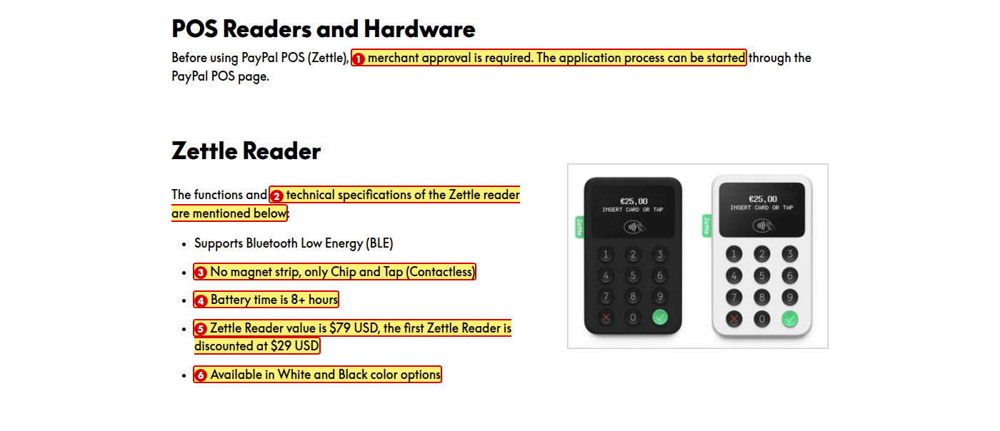 POS Readers and Hardware
Before using PayPal POS (Zettle), 1 merchant approval is required. The application process can be started through the
PayPal POS page.
Zettle Reader
The functions and 2 technical specifications of the Zettle reader
are mentioned below:
• Supports Bluetooth Low Energy (BLE)
• 3 No magnet strip, only Chip and Tap (Contactless)
• 4 Battery time is 8+ hours
• 5 Zettle Reader value is $79 USD, the first Zettle Reader is
discounted at $29 USD
• 6 Available in White and Black color options
€25,00
INSERT CARD OR TAP
Zettle
1 2 3
4 5 6
7 8 9
0
€25,00
INSERT CARD OR TAP
Zettle
1 2 3
4 5 6
7 8 9
0